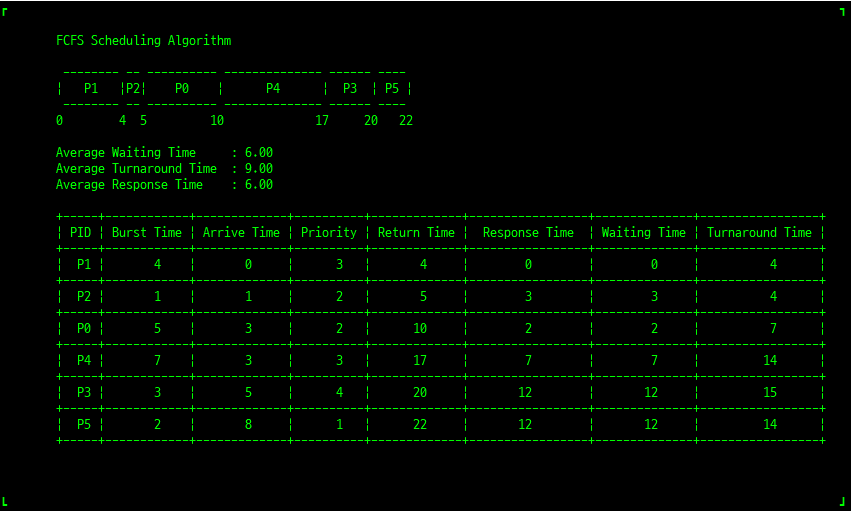 FCFS Scheduling Algorithm
-------- -- ---------- -------------- ------ ----
¦   P1   ¦P2¦    P0    ¦      P4      ¦  P3  ¦ P5 ¦
-------- -- ---------- -------------- ------ ----
0        4  5         10             17     20   22
Average Waiting Time     : 6.00
Average Turnaround Time  : 9.00
Average Response Time    : 6.00
+-----+------------+-------------+----------+-------------+-----------------+--------------+-----------------+
¦ PID ¦ Burst Time ¦ Arrive Time ¦ Priority ¦ Return Time ¦  Response Time  ¦ Waiting Time ¦ Turnaround Time ¦
+-----+------------+-------------+----------+-------------+-----------------+--------------+-----------------+
¦  P1 ¦       4    ¦       0     ¦      3   ¦       4     ¦        0        ¦        0     ¦          4      ¦
+-----+------------+-------------+----------+-------------+-----------------+--------------+-----------------+
¦  P2 ¦       1    ¦       1     ¦      2   ¦       5     ¦        3        ¦        3     ¦          4      ¦
+-----+------------+-------------+----------+-------------+-----------------+--------------+-----------------+
¦  P0 ¦       5    ¦       3     ¦      2   ¦      10     ¦        2        ¦        2     ¦          7      ¦
+-----+------------+-------------+----------+-------------+-----------------+--------------+-----------------+
¦  P4 ¦       7    ¦       3     ¦      3   ¦      17     ¦        7        ¦        7     ¦         14      ¦
+-----+------------+-------------+----------+-------------+-----------------+--------------+-----------------+
¦  P3 ¦       3    ¦       5     ¦      4   ¦      20     ¦       12        ¦       12     ¦         15      ¦
+-----+------------+-------------+----------+-------------+-----------------+--------------+-----------------+
¦  P5 ¦       2    ¦       8     ¦      1   ¦      22     ¦       12        ¦       12     ¦         14      ¦
+-----+------------+-------------+----------+-------------+-----------------+--------------+-----------------+